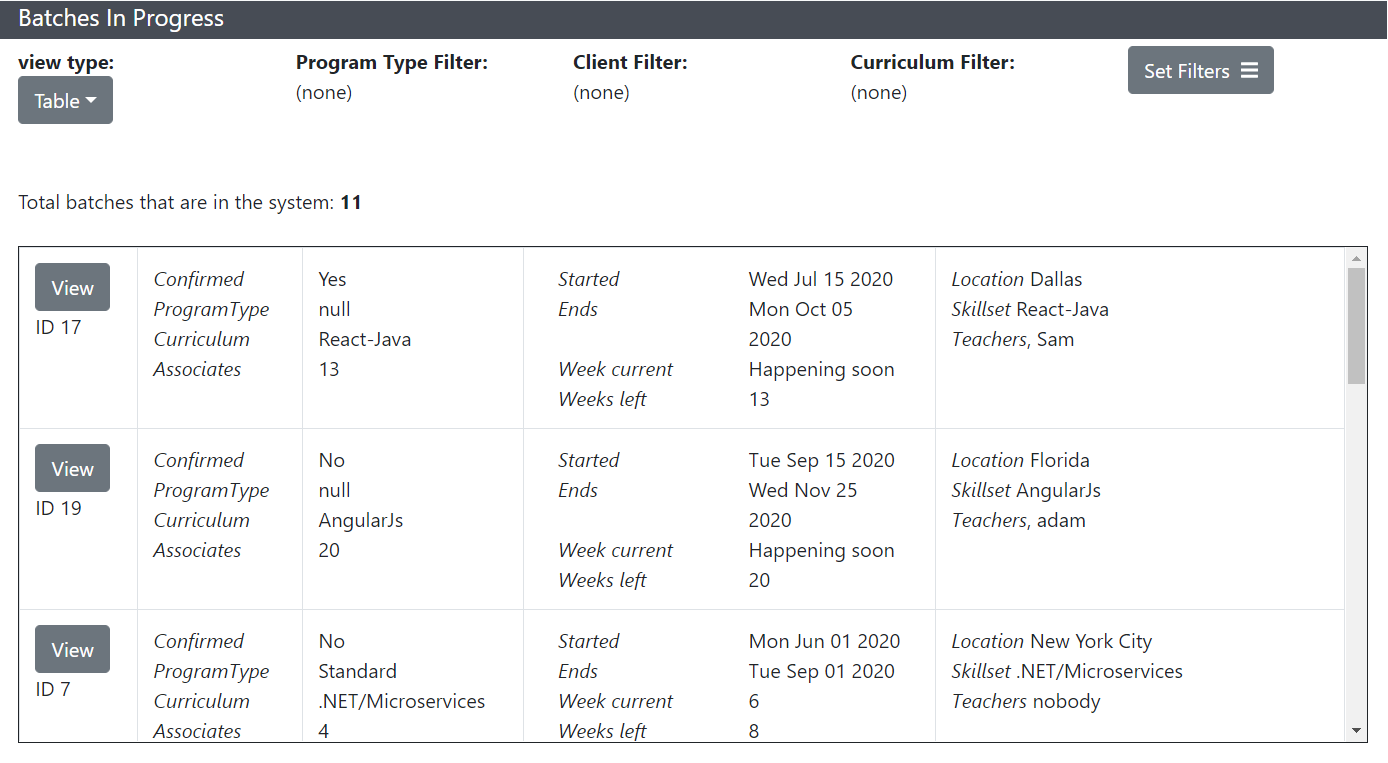 Batches In Progress
view type: Program Type Filter: Client Filter: Curriculum Filter: Set Filters
Table (none) (none) (none)
Total batches that are in the system: 11
View Confirmed Yes Started Wed Jul 15 2020 Location Dallas
ID 17 ProgramType null Ends Mon Oct 05 Skillset React-Java
Curriculum React-Java 2020 Teachers, Sam
Associates 13 Week current Happening soon
Weeks left 13
View Confirmed No Started Tue Sep 15 2020 Location Florida
ID 19 ProgramType null Ends Wed Nov 25 Skillset AngularJs
Curriculum AngularJs 2020 Teachers, adam
Associates 20 Week current Happening soon
Weeks left 20
View Confirmed No Started Mon Jun 01 2020 Location New York City
ID 7 ProgramType Standard Ends Tue Sep 01 2020 Skillset .NET/Microservices
Curriculum .NET/Microservices Week current 6 Teachers nobody
Associates 4 Weeks left 8